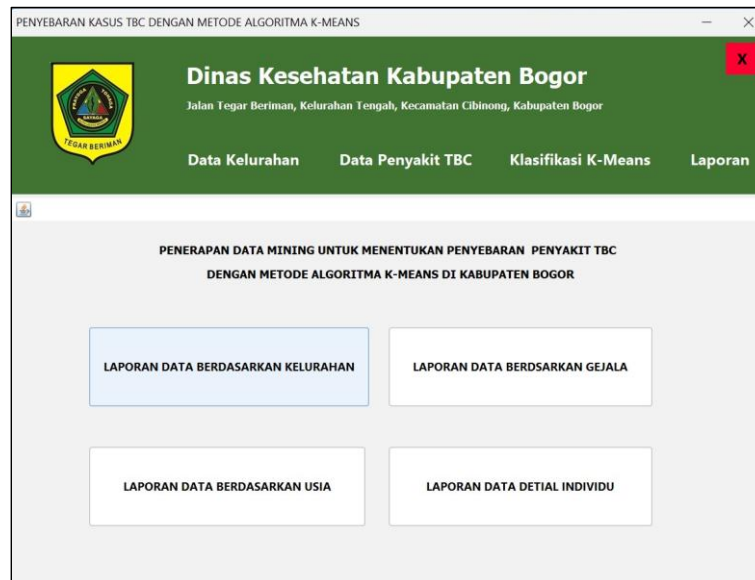 PENYEBARAN KASUS TBC DENGAN METODE ALGORITMA K-MEANS
X
Dinas Kesehatan Kabupaten Bogor
Jalan Tegar Beriman, Kelurahan Tengah, Kecamatan Cibinong, Kabupaten Bogor
TEGAR BERIMAN
Data Kelurahan Data Penyakit TBC Klasifikasi K-Means Laporan
PENERAPAN DATA MINING UNTUK MENENTUKAN PENYEBARAN PENYAKIT TBC
DENGAN METODE ALGORITMA K-MEANS DI KABUPATEN BOGOR
LAPORAN DATA BERDASARKAN KELURAHAN LAPORAN DATA BERDSARKAN GEJALA
LAPORAN DATA BERDASARKAN USIA LAPORAN DATA DETIAL INDIVIDU